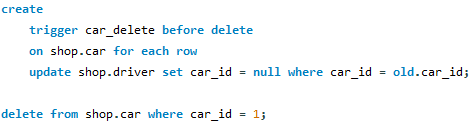 create
trigger car_delete before delete
on shop.car for each row
update shop.driver set car_id = null where car_id = old.car_id;
delete from shop.car where car_id = 1;